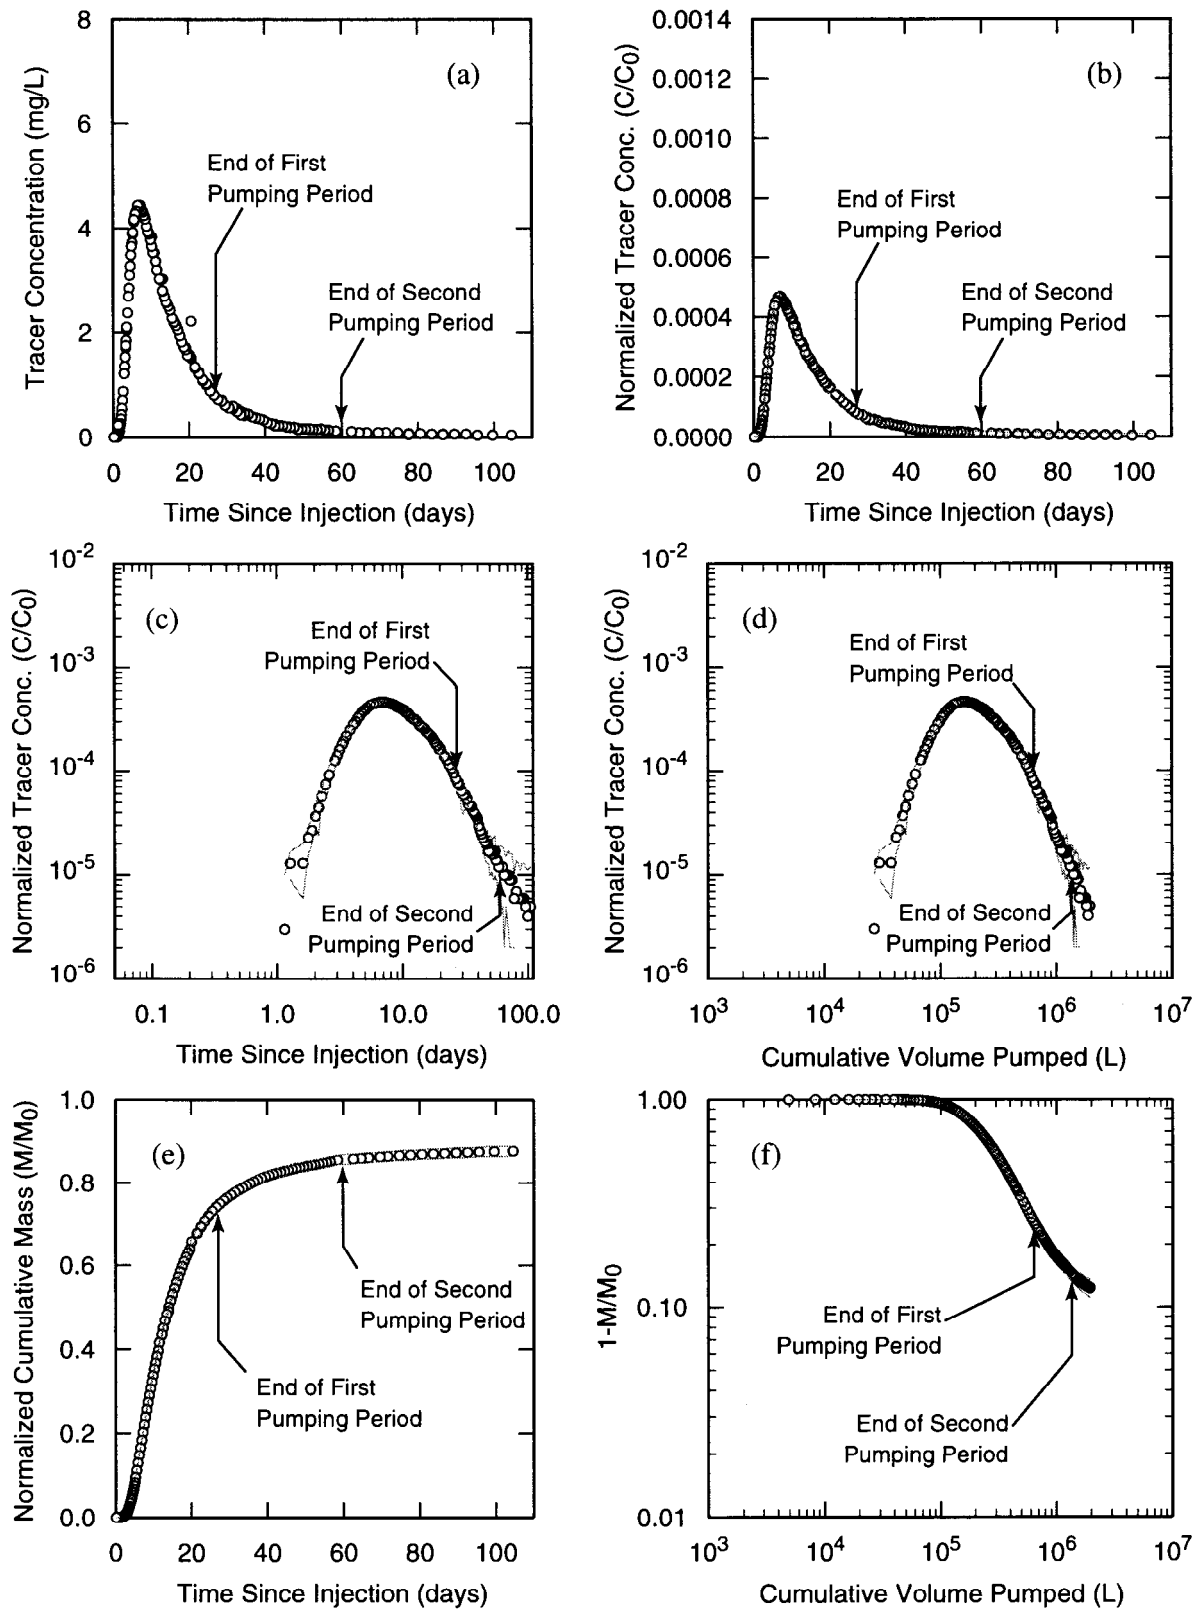 8
6
4
2
0
Tracer Concentration (mg/L)
(a)
End of First
Pumping Period
End of Second
Pumping Period
0 20 40 60 80 100
Time Since Injection (days)
0.0014
0.0012
0.0010
0.0008
0.0006
0.0004
0.0002
0.0000
Normalized Tracer Conc. (C/C0)
(b)
End of First
Pumping Period
End of Second
Pumping Period
0 20 40 60 80 100
Time Since Injection (days)
10-2
10-3
10-4
10-5
10-6
Normalized Tracer Conc. (C/C0)
(c)
End of First
Pumping Period
End of Second
Pumping Period
0.1 1.0 10.0 100.0
Time Since Injection (days)
10-2
10-3
10-4
10-5
10-6
Normalized Tracer Conc. (C/C0)
(d)
End of First
Pumping Period
End of Second
Pumping Period
103 104 105 106 107
Cumulative Volume Pumped (L)
1.0
0.8
0.6
0.4
0.2
0.0
Normalized Cumulative Mass (M/M0)
(e)
End of Second
Pumping Period
End of First
Pumping Period
0 20 40 60 80 100
Time Since Injection (days)
1.00
0.10
0.01
1-M/M0
(f)
End of First
Pumping Period
End of Second
Pumping Period
103 104 105 106 107
Cumulative Volume Pumped (L)